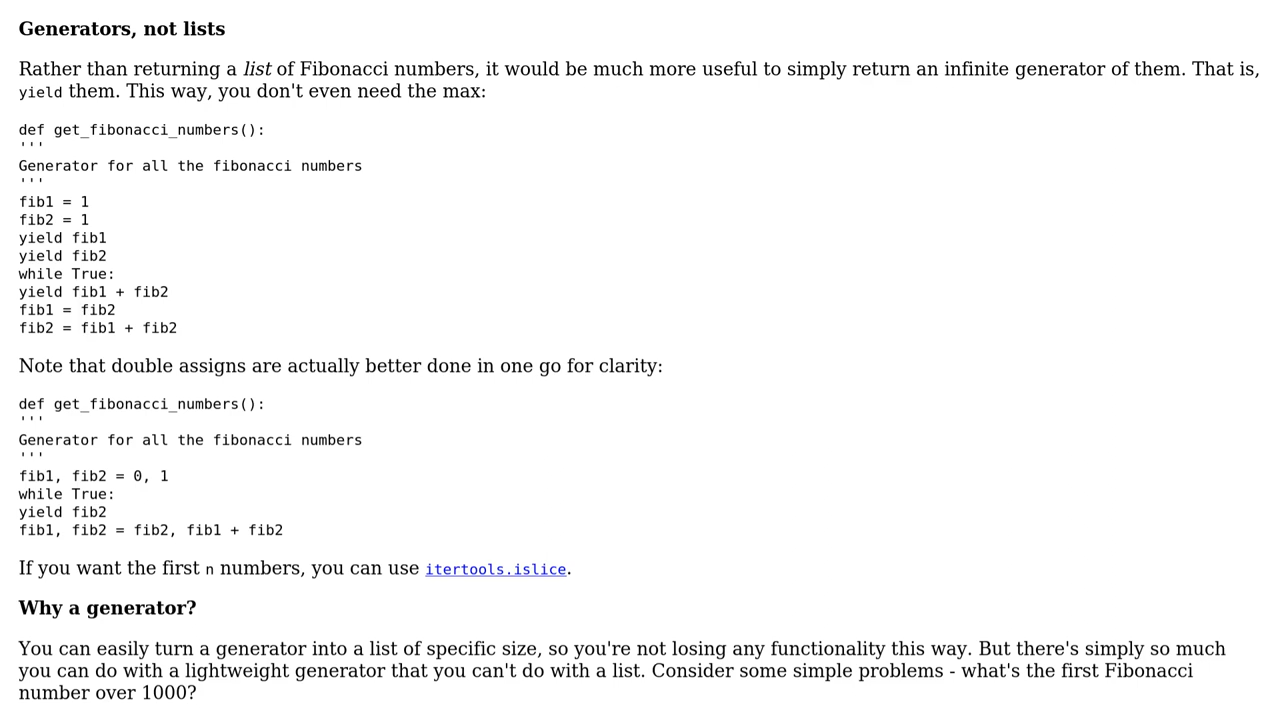 Generators, not lists
Rather than returning a list of Fibonacci numbers, it would be much more useful to simply return an infinite generator of them. That is,
yield them. This way, you don't even need the max:
def get_fibonacci_numbers():
'''
Generator for all the fibonacci numbers
'''
fib1 = 1
fib2 = 1
yield fib1
yield fib2
while True:
yield fib1 + fib2
fib1 = fib2
fib2 = fib1 + fib2
Note that double assigns are actually better done in one go for clarity:
def get_fibonacci_numbers():
'''
Generator for all the fibonacci numbers
'''
fib1, fib2 = 0, 1
while True:
yield fib2
fib1, fib2 = fib2, fib1 + fib2
If you want the first n numbers, you can use itertools.islice.
Why a generator?
You can easily turn a generator into a list of specific size, so you're not losing any functionality this way. But there's simply so much
you can do with a lightweight generator that you can't do with a list. Consider some simple problems - what's the first Fibonacci
number over 1000?